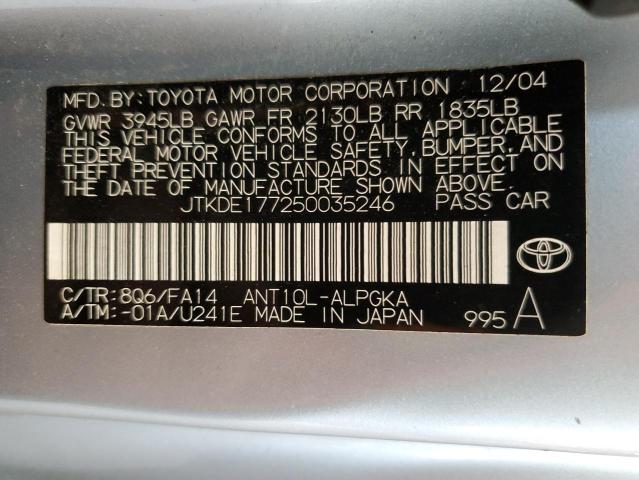 MFD. BY: TOYOTA MOTOR CORPORATION 12/04
GVWR 3945LB GAWR FR 2130LB RR 1835LB
THIS VEHICLE CONFORMS TO ALL APPLICABLE
FEDERAL MOTOR VEHICLE SAFETY, BUMPER, AND
THEFT PREVENTION STANDARDS IN EFFECT ON
THE DATE OF MANUFACTURE SHOWN ABOVE.
JTKDE177250035246 PASS CAR
C/TR: 8Q6/FA14 ANT10L-ALPGKA
A/TM: -01A/U241E MADE IN JAPAN 995 A